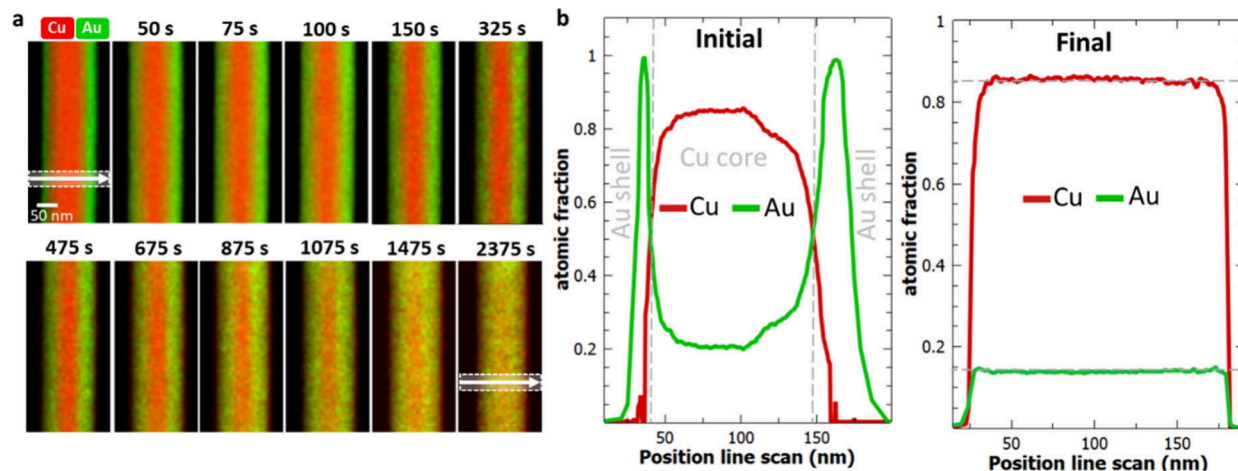 a
Cu Au 50 s 75 s 100 s 150 s 325 s
50 nm
475 s 675 s 875 s 1075 s 1475 s 2375 s
b
Initial
atomic fraction
1
0.8
0.6
0.4
0.2
Au shell
Cu core
Au shell
Cu Au
50 100 150
Position line scan (nm)
Final
atomic fraction
1
0.8
0.6
0.4
0.2
Cu Au
50 100 150
Position line scan (nm)